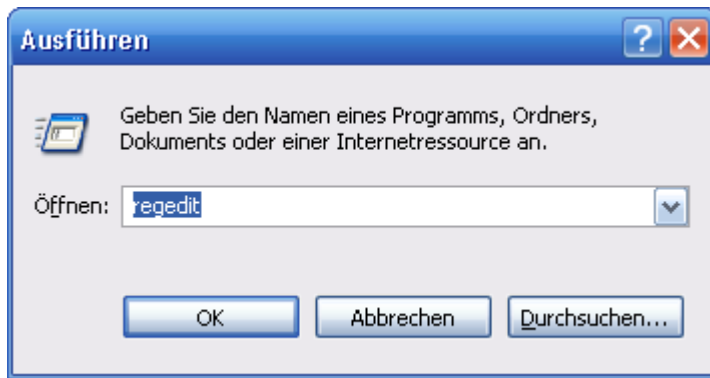 Ausführen
Geben Sie den Namen eines Programms, Ordners,
Dokuments oder einer Internetressource an.
Öffnen: regedit
OK Abbrechen Durchsuchen...